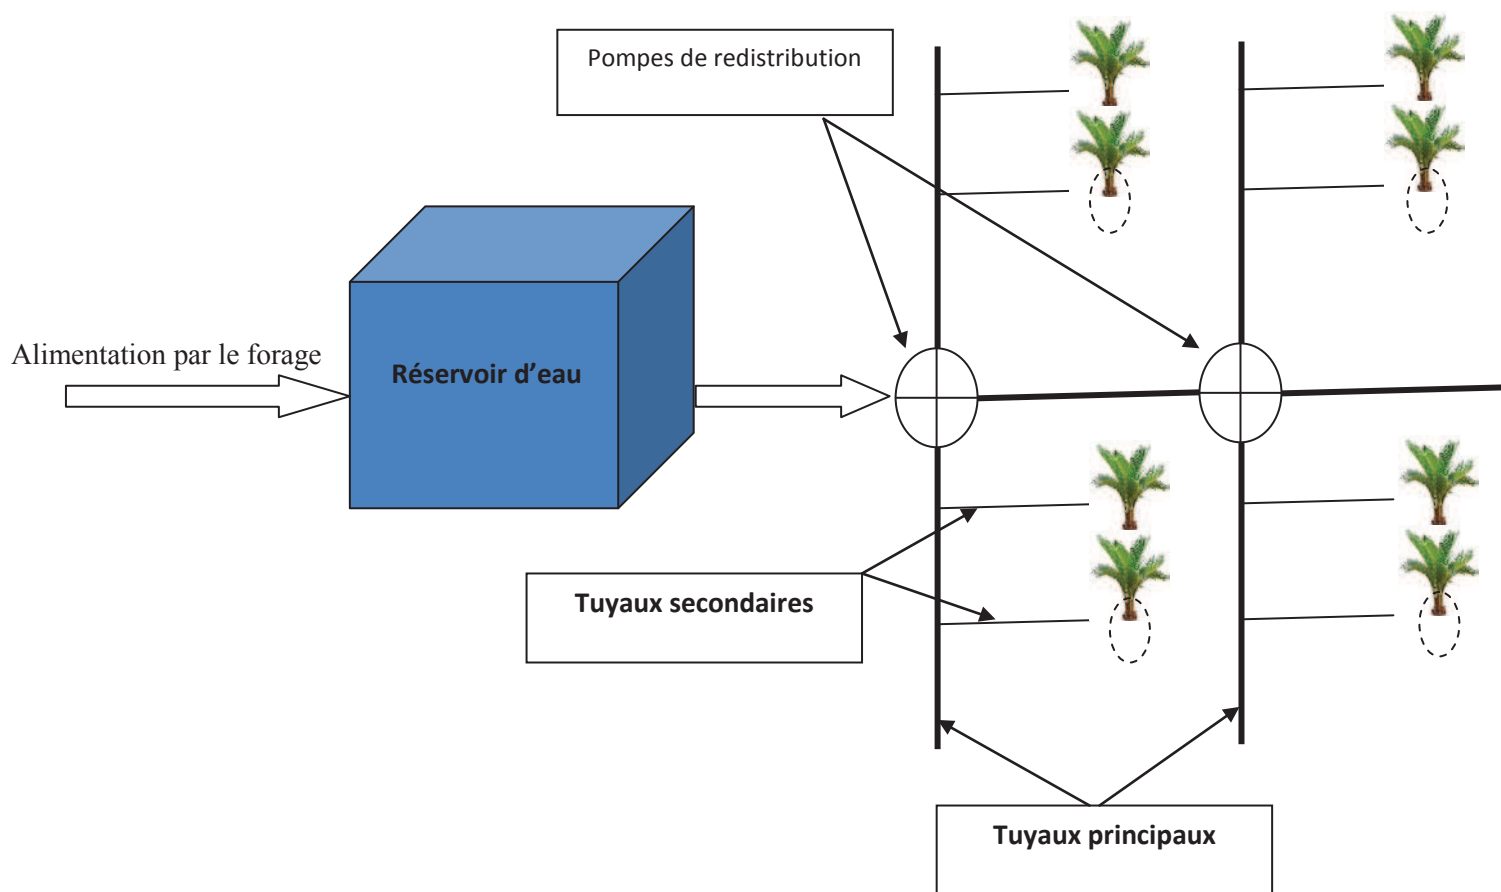 Pompes de redistribution
Alimentation par le forage
Réservoir d’eau
Tuyaux secondaires
Tuyaux principaux